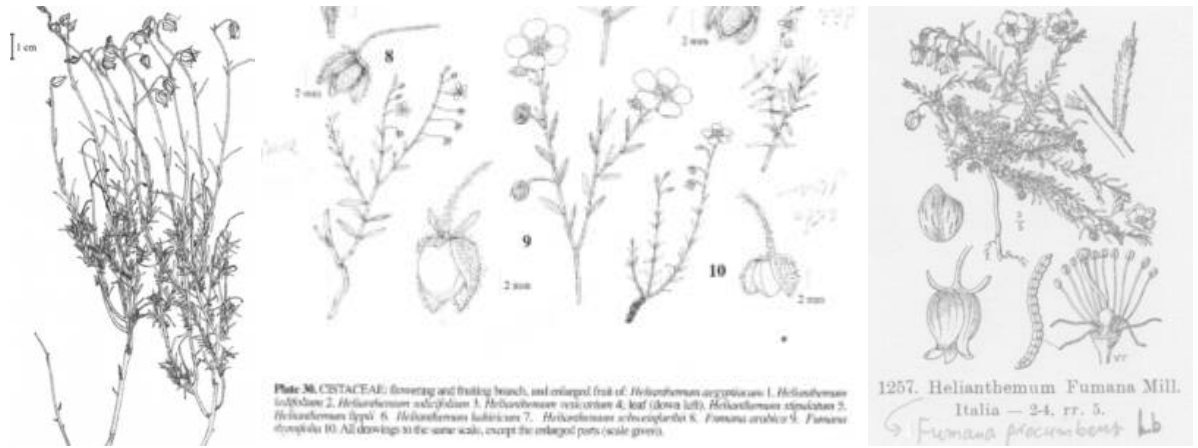 1 cm
8
2 mm
2 mm
9
2 mm
10
2 mm
Plate 30. CISTACEAE: flowering and fruiting branch, and enlarged fruit of: Helianthemum aegyptiacum 1. Helianthemum
ledifolium 2. Helianthemum salicifolium 3. Helianthemum vesicarium 4, leaf (down left). Helianthemum stipulatum 5.
Helianthemum lippii 6. Helianthemum kahiricum 7. Helianthemum schweinfurthii 8. Fumana arabica 9. Fumana
thymifolia 10. All drawings to the same scale, except the enlarged parts (scale given).
1257. Helianthemum Fumana Mill.
Italia — 2-4, rr. 5.
Fumana procumbens